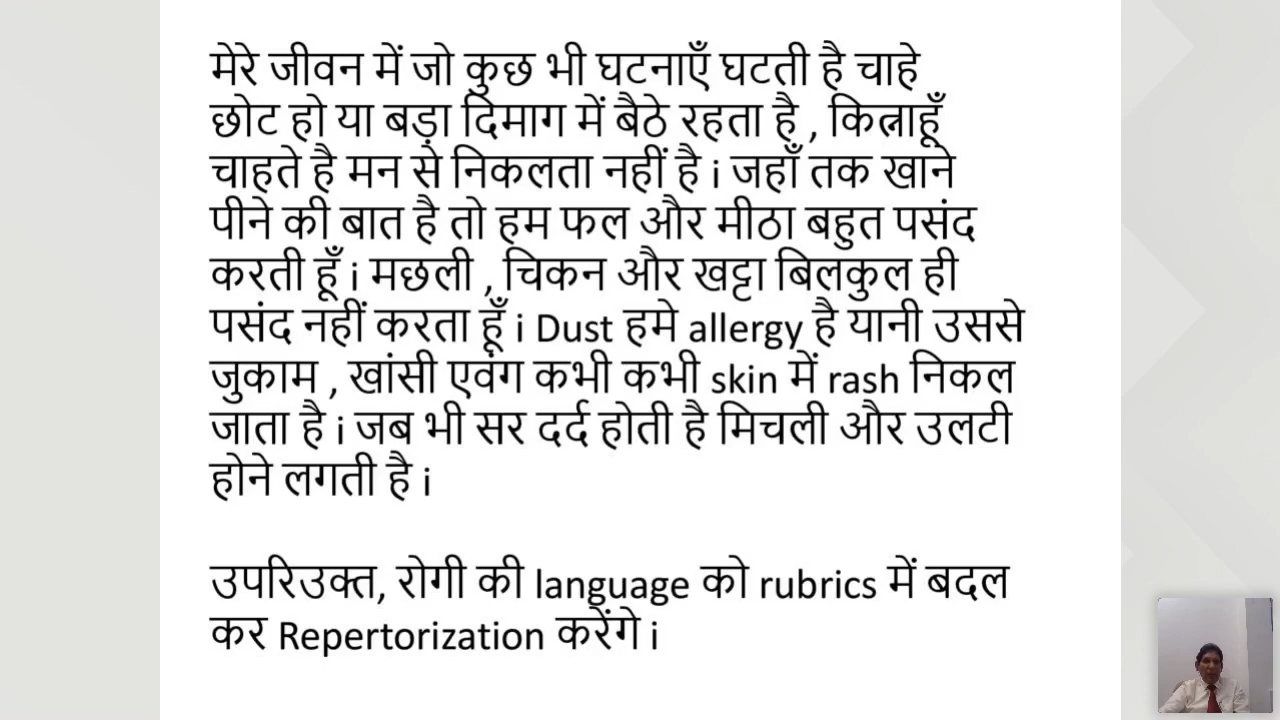 मेरे जीवन में जो कुछ भी घटनाएँ घटती है चाहे
छोट हो या बड़ा दिमाग में बैठे रहता है , कित्नाहूँ
चाहते है मन से निकलता नहीं है i जहाँ तक खाने
पीने की बात है तो हम फल और मीठा बहुत पसंद
करती हूँ i मछली , चिकन और खट्टा बिलकुल ही
पसंद नहीं करता हूँ i Dust हमे allergy है यानी उससे
जुकाम , खांसी एवंग कभी कभी skin में rash निकल
जाता है i जब भी सर दर्द होती है मिचली और उलटी
होने लगती है i
उपरिउक्त, रोगी की language को rubrics में बदल
कर Repertorization करेंगे i